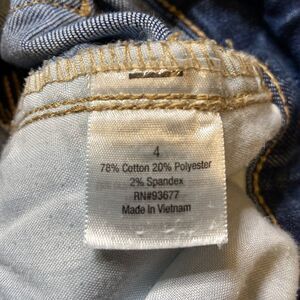 4
78% Cotton 20% Polyester
2% Spandex
RN#93677
Made in Vietnam